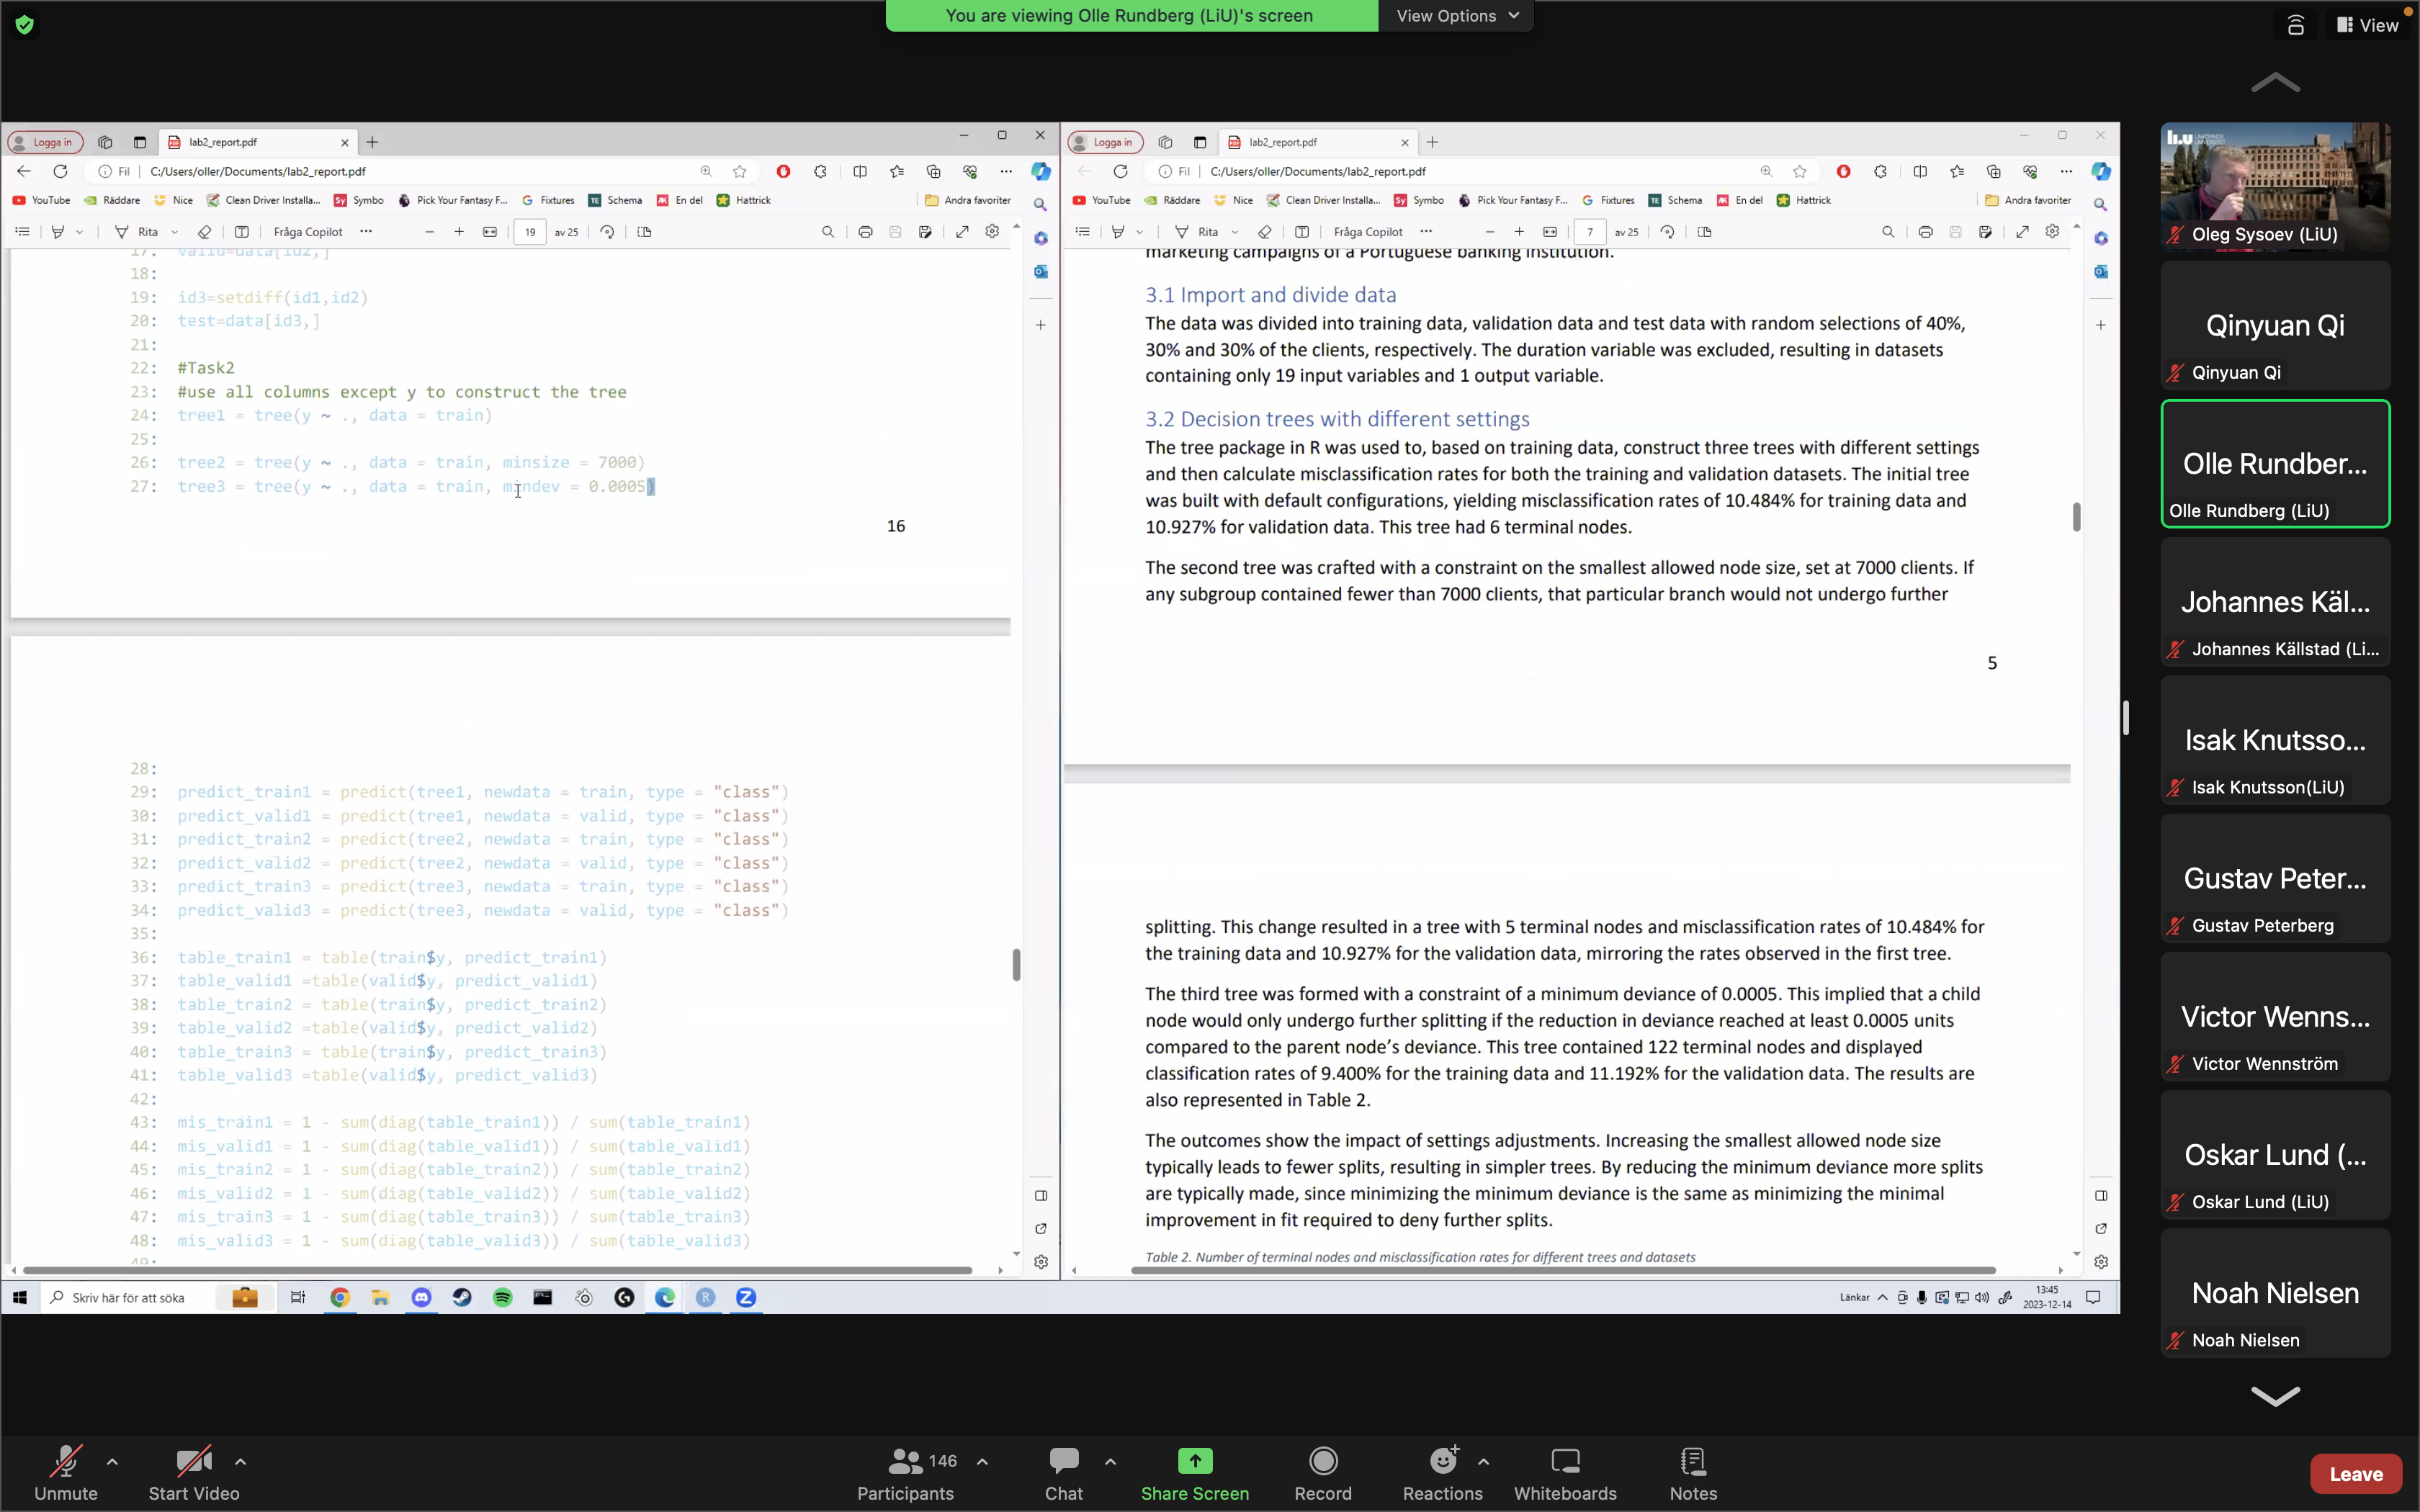 You are viewing Olle Rundberg (LiU)'s screen
View Options
View
Logga in
lab2_report.pdf
Fil
C:/Users/oller/Documents/lab2_report.pdf
YouTube
Räddare
Nice
Clean Driver Installa...
Symbo
Pick Your Fantasy F...
Fixtures
Schema
En del
Hattrick
Andra favoriter
Rita
Fråga Copilot
19
av 25
17: valid=data[id2,]
18:
19: id3=setdiff(id1,id2)
20: test=data[id3,]
21:
22: #Task2
23: #use all columns except y to construct the tree
24: tree1 = tree(y ~ ., data = train)
25:
26: tree2 = tree(y ~ ., data = train, minsize = 7000)
27: tree3 = tree(y ~ ., data = train, mindev = 0.0005)
16
28:
29: predict_train1 = predict(tree1, newdata = train, type = "class")
30: predict_valid1 = predict(tree1, newdata = valid, type = "class")
31: predict_train2 = predict(tree2, newdata = train, type = "class")
32: predict_valid2 = predict(tree2, newdata = valid, type = "class")
33: predict_train3 = predict(tree3, newdata = train, type = "class")
34: predict_valid3 = predict(tree3, newdata = valid, type = "class")
35:
36: table_train1 = table(train$y, predict_train1)
37: table_valid1 =table(valid$y, predict_valid1)
38: table_train2 = table(train$y, predict_train2)
39: table_valid2 =table(valid$y, predict_valid2)
40: table_train3 = table(train$y, predict_train3)
41: table_valid3 =table(valid$y, predict_valid3)
42:
43: mis_train1 = 1 - sum(diag(table_train1)) / sum(table_train1)
44: mis_valid1 = 1 - sum(diag(table_valid1)) / sum(table_valid1)
45: mis_train2 = 1 - sum(diag(table_train2)) / sum(table_train2)
46: mis_valid2 = 1 - sum(diag(table_valid2)) / sum(table_valid2)
47: mis_train3 = 1 - sum(diag(table_train3)) / sum(table_train3)
48: mis_valid3 = 1 - sum(diag(table_valid3)) / sum(table_valid3)
49:
Logga in
lab2_report.pdf
Fil
C:/Users/oller/Documents/lab2_report.pdf
YouTube
Räddare
Nice
Clean Driver Installa...
Symbo
Pick Your Fantasy F...
Fixtures
Schema
En del
Hattrick
Andra favoriter
Rita
Fråga Copilot
7
av 25
marketing campaigns of a Portuguese banking institution.
3.1 Import and divide data
The data was divided into training data, validation data and test data with random selections of 40%,
30% and 30% of the clients, respectively. The duration variable was excluded, resulting in datasets
containing only 19 input variables and 1 output variable.
3.2 Decision trees with different settings
The tree package in R was used to, based on training data, construct three trees with different settings
and then calculate misclassification rates for both the training and validation datasets. The initial tree
was built with default configurations, yielding misclassification rates of 10.484% for training data and
10.927% for validation data. This tree had 6 terminal nodes.
The second tree was crafted with a constraint on the smallest allowed node size, set at 7000 clients. If
any subgroup contained fewer than 7000 clients, that particular branch would not undergo further
5
splitting. This change resulted in a tree with 5 terminal nodes and misclassification rates of 10.484% for
the training data and 10.927% for the validation data, mirroring the rates observed in the first tree.
The third tree was formed with a constraint of a minimum deviance of 0.0005. This implied that a child
node would only undergo further splitting if the reduction in deviance reached at least 0.0005 units
compared to the parent node's deviance. This tree contained 122 terminal nodes and displayed
classification rates of 9.400% for the training data and 11.192% for the validation data. The results are
also represented in Table 2.
The outcomes show the impact of settings adjustments. Increasing the smallest allowed node size
typically leads to fewer splits, resulting in simpler trees. By reducing the minimum deviance more splits
are typically made, since minimizing the minimum deviance is the same as minimizing the minimal
improvement in fit required to deny further splits.
Table 2. Number of terminal nodes and misclassification rates for different trees and datasets
Skriv här för att söka
Länkar
13:45
2023-12-14
Oleg Sysoev (LiU)
Qinyuan Qi
Qinyuan Qi
Olle Rundber...
Olle Rundberg (LiU)
Johannes Käl...
Johannes Källstad (Li...
Isak Knutsso...
Isak Knutsson(LiU)
Gustav Peter...
Gustav Peterberg
Victor Wenns...
Victor Wennström
Oskar Lund (...
Oskar Lund (LiU)
Noah Nielsen
Noah Nielsen
Unmute
Start Video
146
Participants
Chat
Share Screen
Record
Reactions
Whiteboards
Notes
Leave